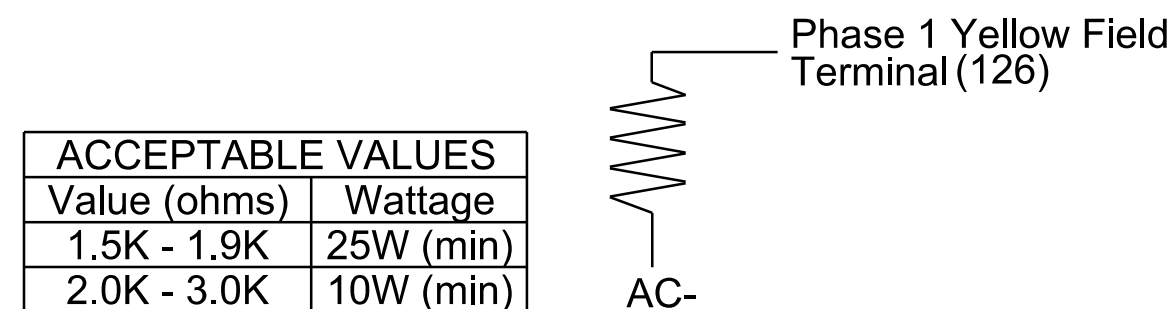 Phase 1 Yellow Field
Terminal (126)
ACCEPTABLE VALUES
Value (ohms) Wattage
1.5K - 1.9K 25W (min)
2.0K - 3.0K 10W (min)
AC-